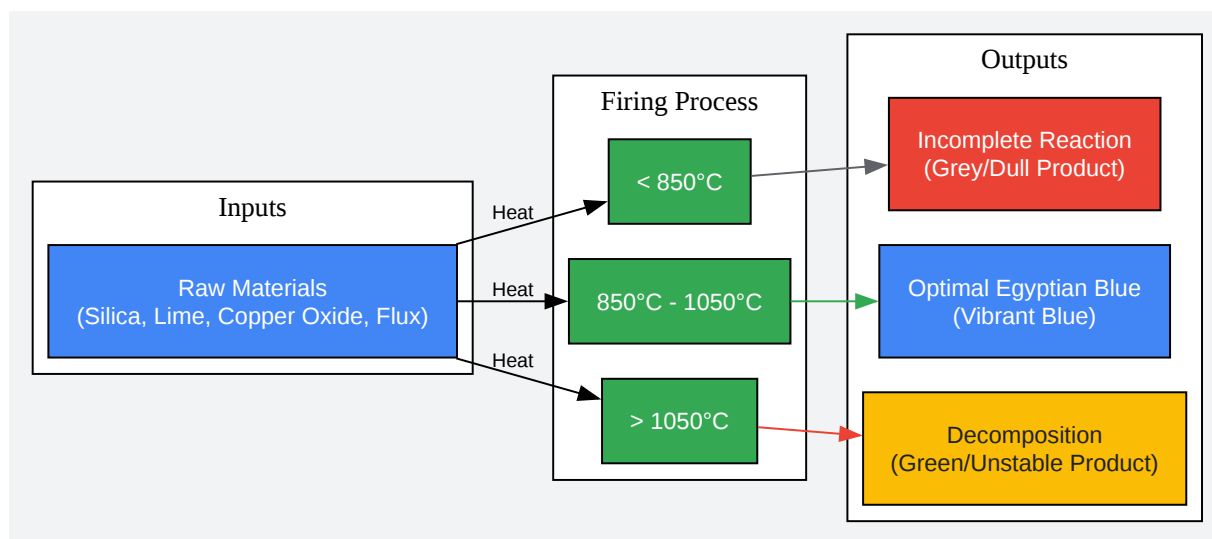 Inputs
Raw Materials
(Silica, Lime, Copper Oxide, Flux)
Heat
Heat
Heat
Firing Process
< 850°C
850°C - 1050°C
> 1050°C
Outputs
Incomplete Reaction
(Grey/Dull Product)
Optimal Egyptian Blue
(Vibrant Blue)
Decomposition
(Green/Unstable Product)